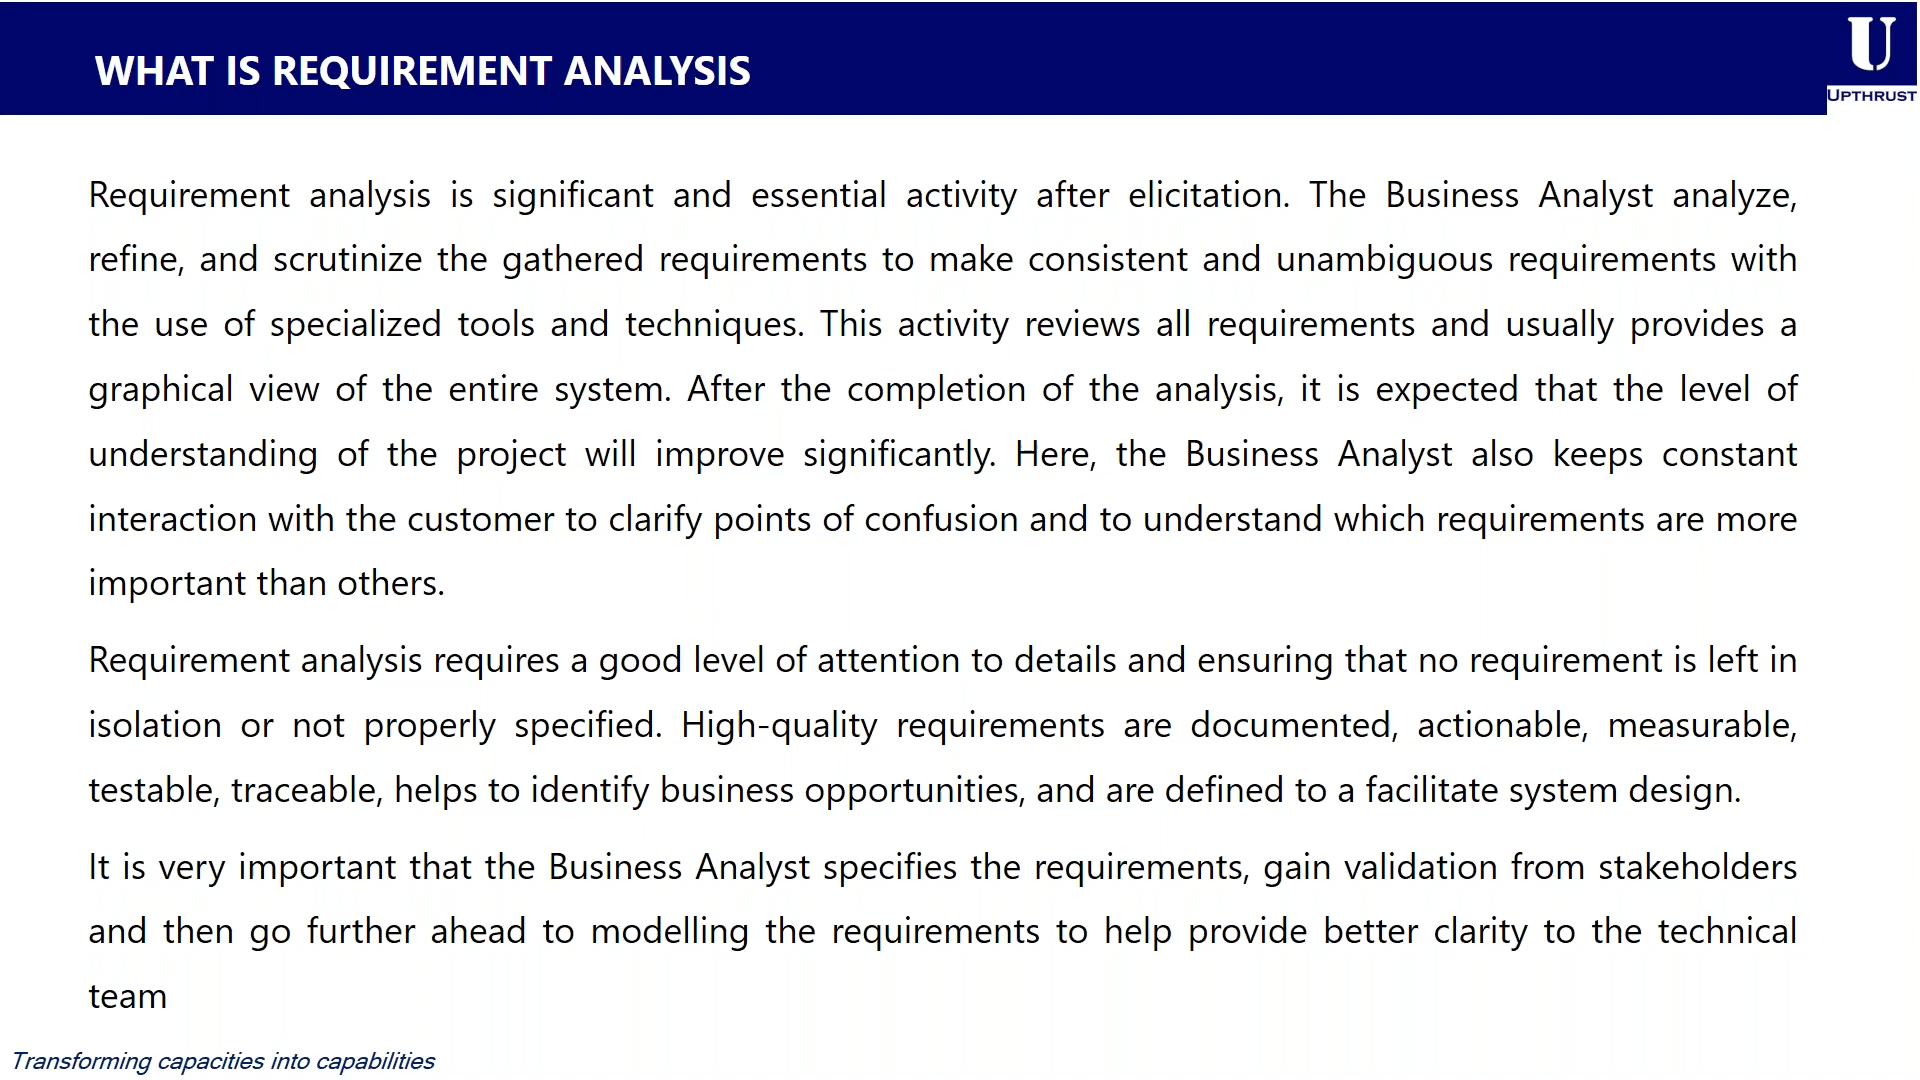 WHAT IS REQUIREMENT ANALYSIS
U
UPTHRUST
Requirement analysis is significant and essential activity after elicitation. The Business Analyst analyze,
refine, and scrutinize the gathered requirements to make consistent and unambiguous requirements with
the use of specialized tools and techniques. This activity reviews all requirements and usually provides a
graphical view of the entire system. After the completion of the analysis, it is expected that the level of
understanding of the project will improve significantly. Here, the Business Analyst also keeps constant
interaction with the customer to clarify points of confusion and to understand which requirements are more
important than others.
Requirement analysis requires a good level of attention to details and ensuring that no requirement is left in
isolation or not properly specified. High-quality requirements are documented, actionable, measurable,
testable, traceable, helps to identify business opportunities, and are defined to a facilitate system design.
It is very important that the Business Analyst specifies the requirements, gain validation from stakeholders
and then go further ahead to modelling the requirements to help provide better clarity to the technical
team
Transforming capacities into capabilities